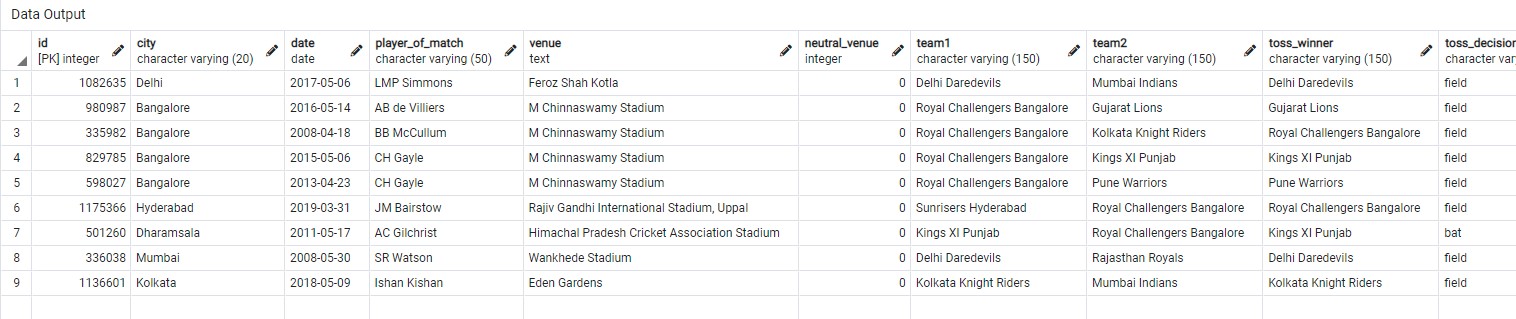 Data Output
id city date player_of_match venue neutral_venue team1 team2 toss_winner toss_decision
[PK] integer character varying (20) date character varying (50) text integer character varying (150) character varying (150) character varying (150) character var
1 1082635 Delhi 2017-05-06 LMP Simmons Feroz Shah Kotla 0 Delhi Daredevils Mumbai Indians Delhi Daredevils field
2 980987 Bangalore 2016-05-14 AB de Villiers M Chinnaswamy Stadium 0 Royal Challengers Bangalore Gujarat Lions Gujarat Lions field
3 335982 Bangalore 2008-04-18 BB McCullum M Chinnaswamy Stadium 0 Royal Challengers Bangalore Kolkata Knight Riders Royal Challengers Bangalore field
4 829785 Bangalore 2015-05-06 CH Gayle M Chinnaswamy Stadium 0 Royal Challengers Bangalore Kings XI Punjab Kings XI Punjab field
5 598027 Bangalore 2013-04-23 CH Gayle M Chinnaswamy Stadium 0 Royal Challengers Bangalore Pune Warriors Pune Warriors field
6 1175366 Hyderabad 2019-03-31 JM Bairstow Rajiv Gandhi International Stadium, Uppal 0 Sunrisers Hyderabad Royal Challengers Bangalore Royal Challengers Bangalore field
7 501260 Dharamsala 2011-05-17 AC Gilchrist Himachal Pradesh Cricket Association Stadium 0 Kings XI Punjab Royal Challengers Bangalore Kings XI Punjab bat
8 336038 Mumbai 2008-05-30 SR Watson Wankhede Stadium 0 Delhi Daredevils Rajasthan Royals Delhi Daredevils field
9 1136601 Kolkata 2018-05-09 Ishan Kishan Eden Gardens 0 Kolkata Knight Riders Mumbai Indians Kolkata Knight Riders field